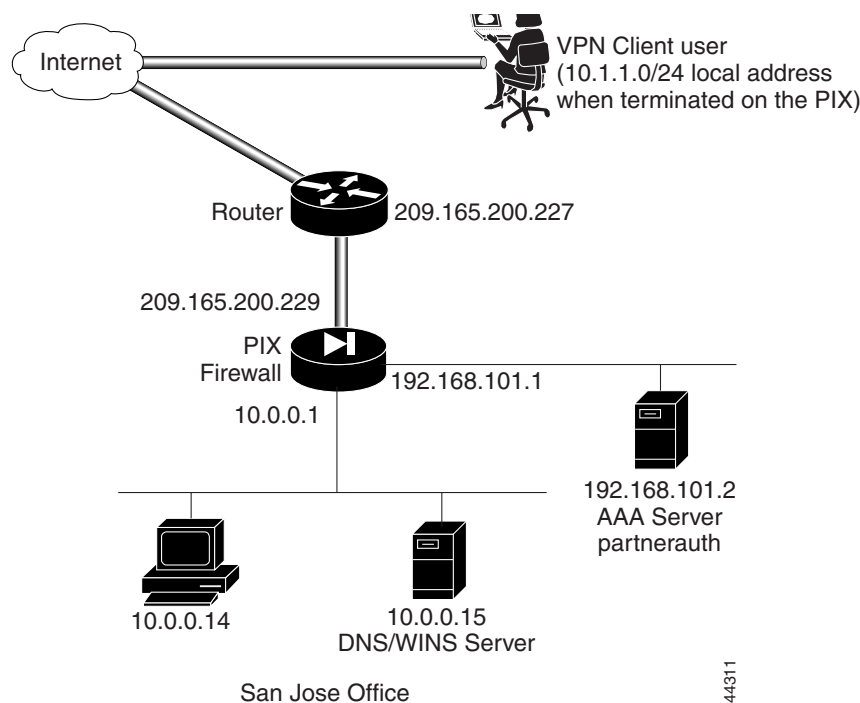 Internet
VPN Client user
(10.1.1.0/24 local address
when terminated on the PIX)
Router
209.165.200.227
209.165.200.229
PIX
Firewall
192.168.101.1
10.0.0.1
192.168.101.2
AAA Server
partnerauth
10.0.0.14
10.0.0.15
DNS/WINS Server
San Jose Office
44311